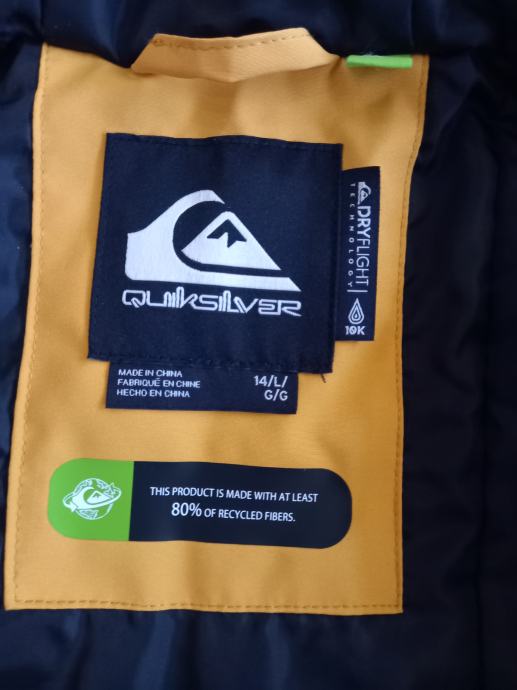 QUIKSILVER
DRYFLIGHT
TECHNOLOGY
10K
MADE IN CHINA
FABRIQUÉ EN CHINE
HECHO EN CHINA
14/L/
G/G
THIS PRODUCT IS MADE WITH AT LEAST
80% OF RECYCLED FIBERS.